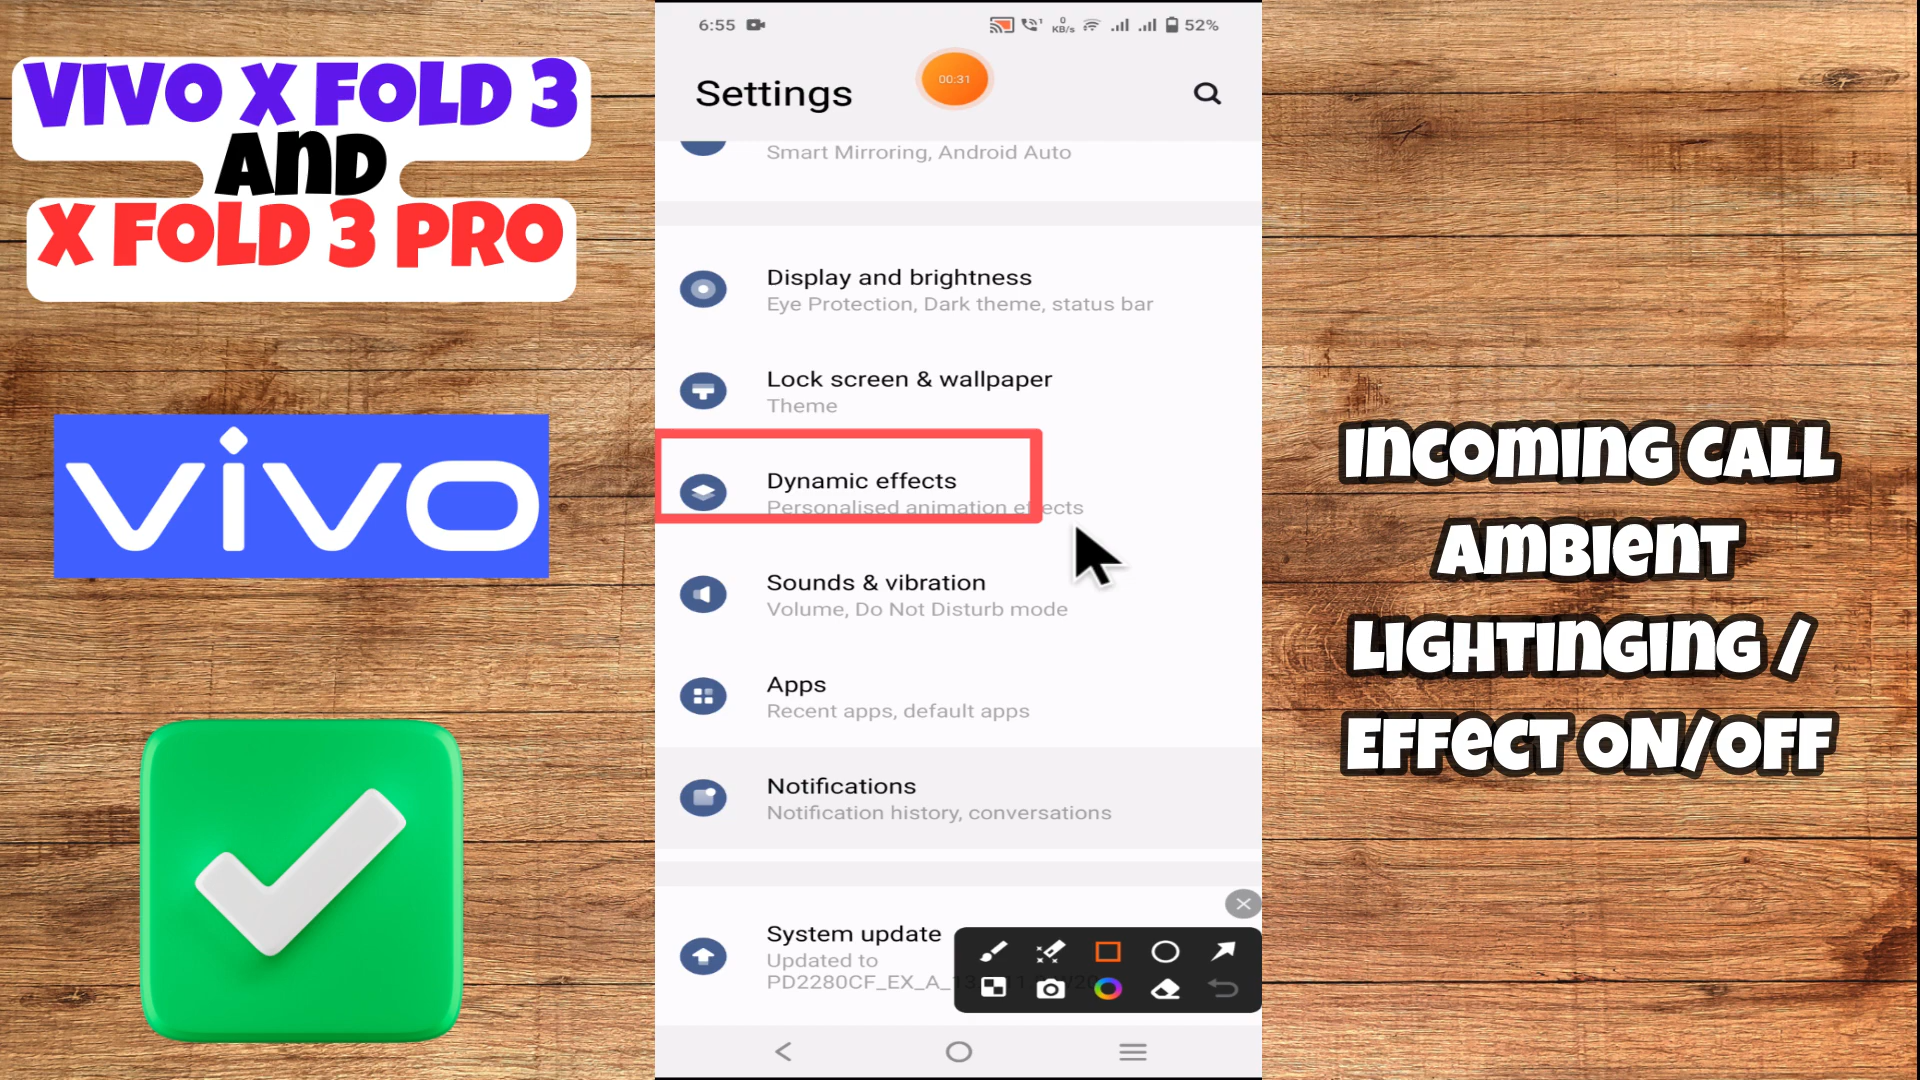 VIVO X FOLD 3
AND
X FOLD 3 PRO
vivo
6:55
0 KB/s
52%
Settings
00:31
Smart Mirroring, Android Auto
Display and brightness
Eye Protection, Dark theme, status bar
Lock screen & wallpaper
Theme
Dynamic effects
Personalised animation effects
Sounds & vibration
Volume, Do Not Disturb mode
Apps
Recent apps, default apps
Notifications
Notification history, conversations
System update
Updated to
PD2280CF_EX_A_
INCOMING CALL
AMBIENT
LIGHTINGING /
EFFECT ON/OFF